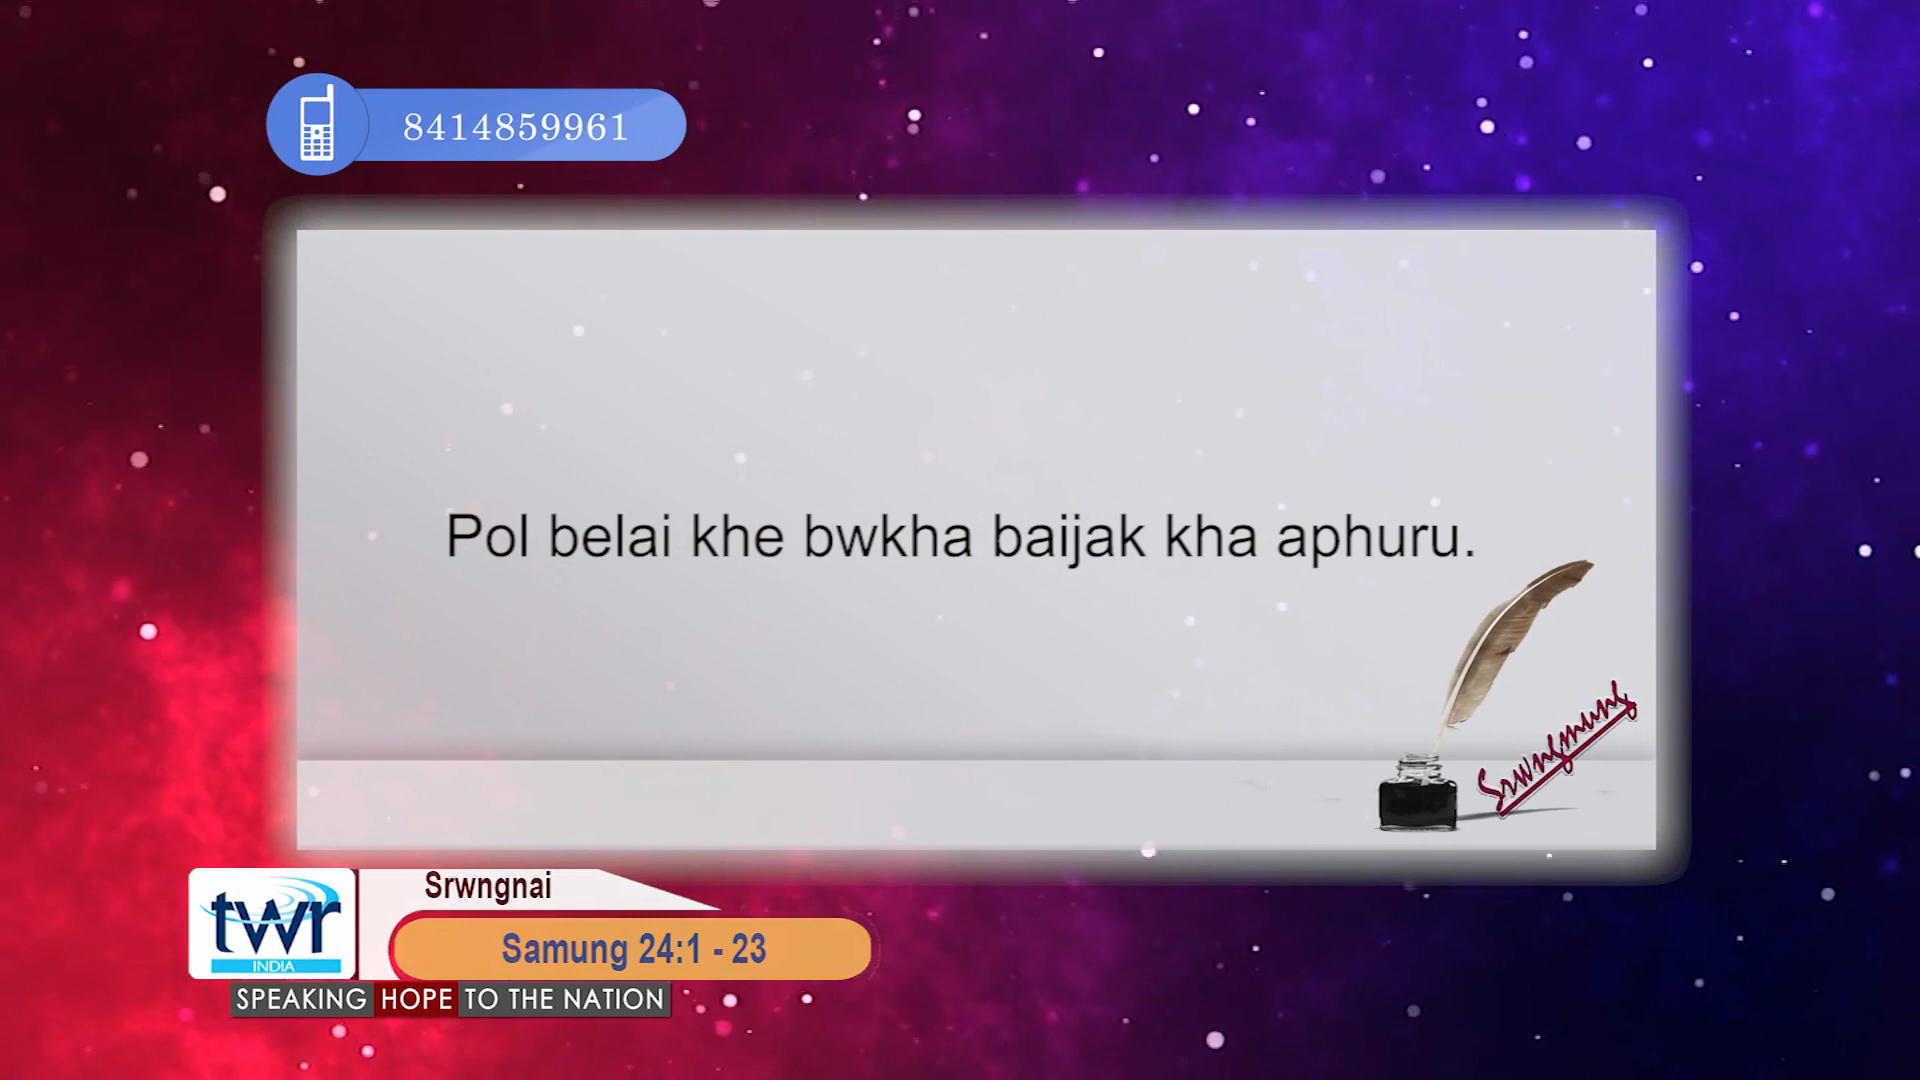 8414859961
Pol belai khe bwkha baijak kha aphuru.
Srwngmung
twr
INDIA
Srwngnai
Samung 24:1 - 23
SPEAKING HOPE TO THE NATION